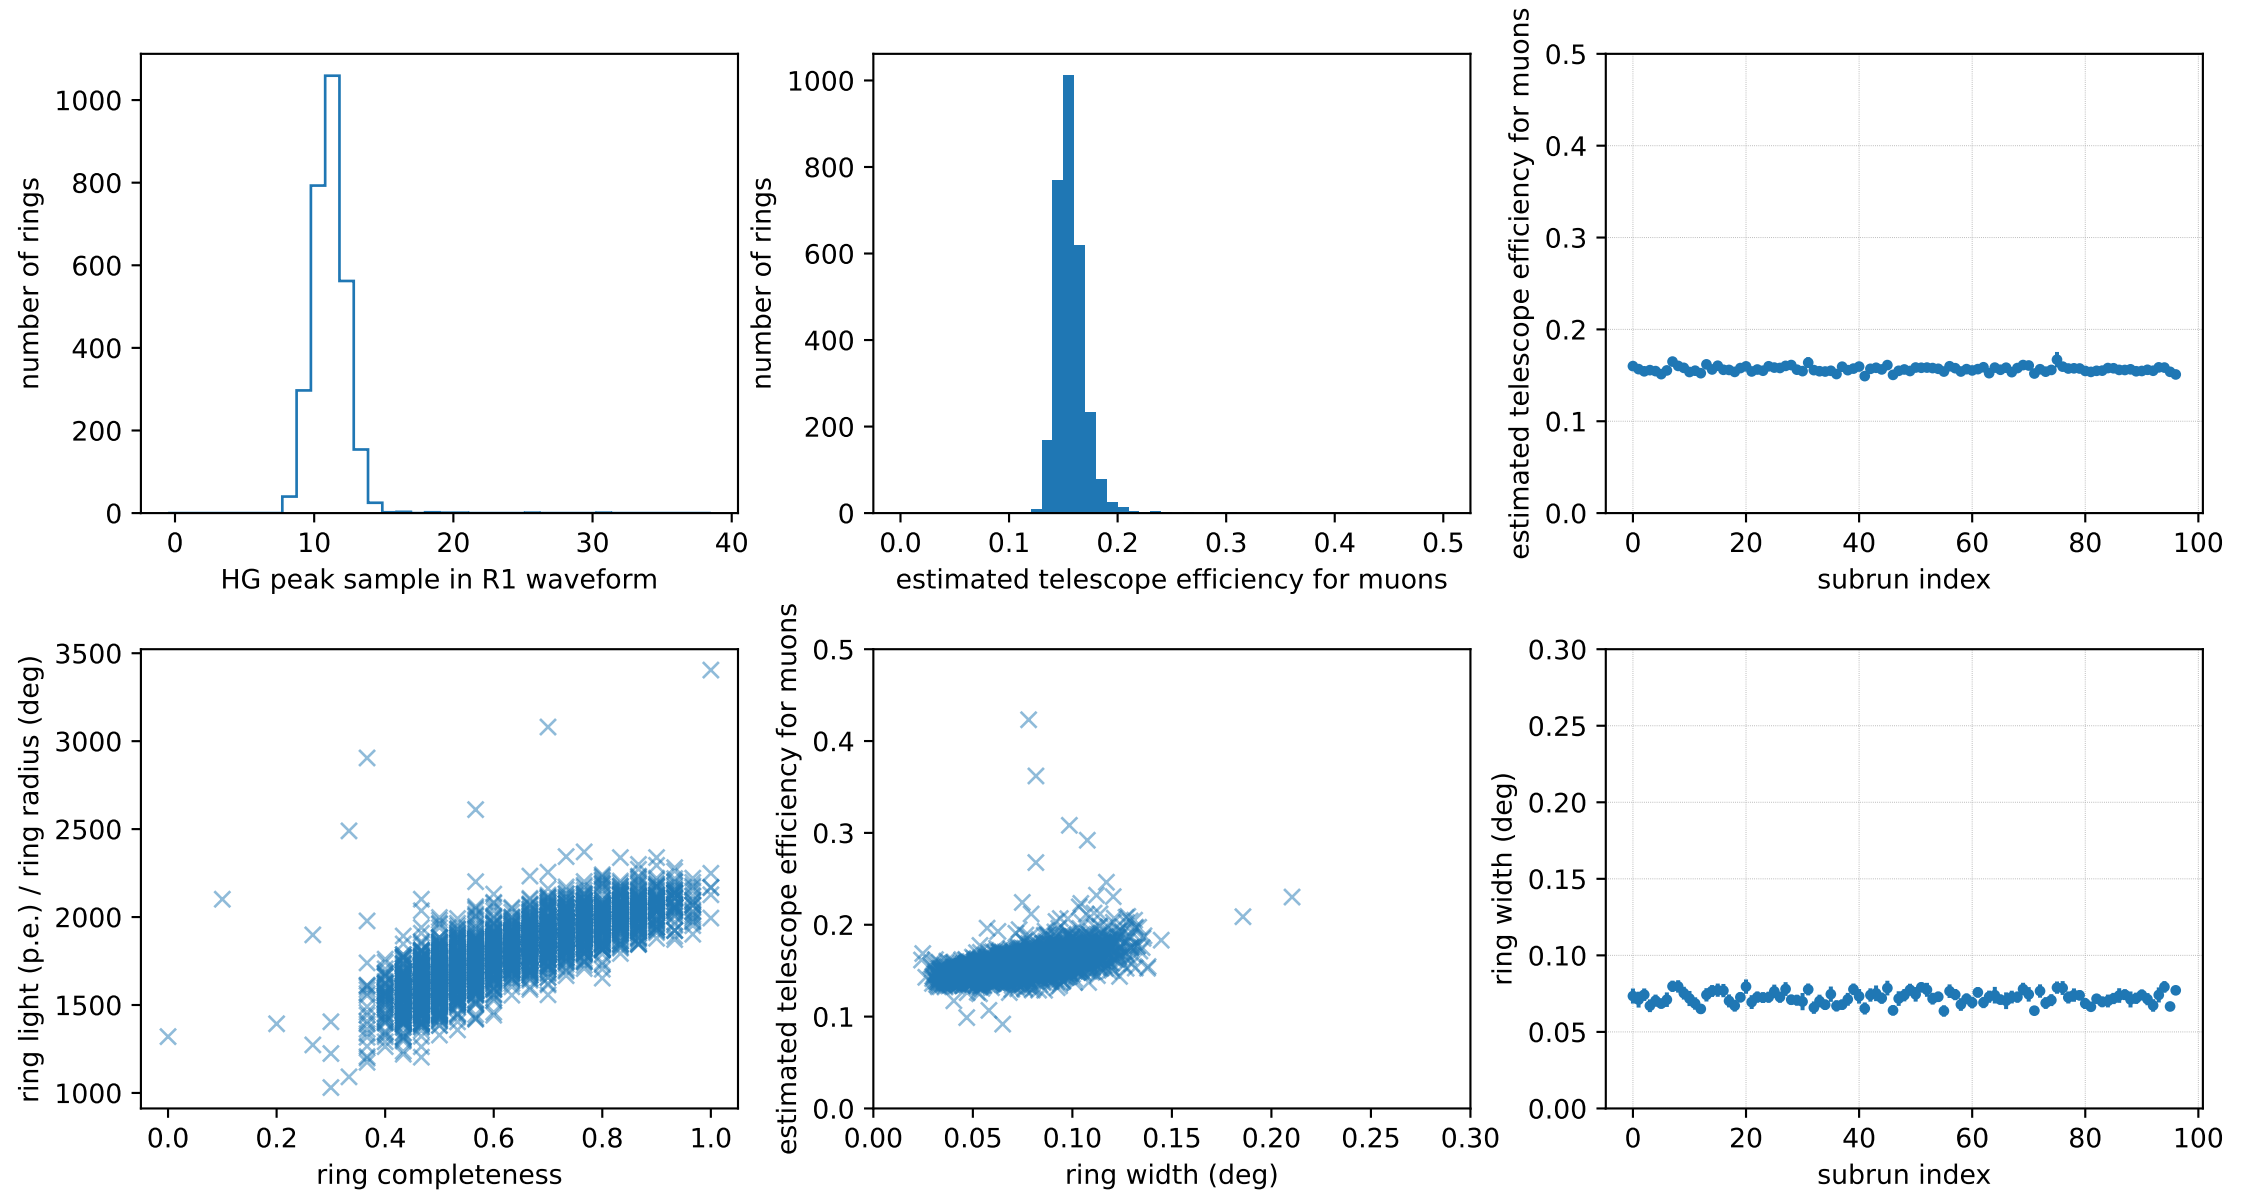 number of rings
1000
800
600
400
200
0
0 10 20 30 40
HG peak sample in R1 waveform
number of rings
1000
800
600
400
200
0
0.0 0.1 0.2 0.3 0.4 0.5
estimated telescope efficiency for muons
estimated telescope efficiency for muons
0.5
0.4
0.3
0.2
0.1
0.0
0 20 40 60 80 100
subrun index
ring light (p.e.) / ring radius (deg)
3500
3000
2500
2000
1500
1000
0.0 0.2 0.4 0.6 0.8 1.0
ring completeness
estimated telescope efficiency for muons
0.5
0.4
0.3
0.2
0.1
0.0
0.00 0.05 0.10 0.15 0.20 0.25 0.30
ring width (deg)
ring width (deg)
0.30
0.25
0.20
0.15
0.10
0.05
0.00
0 20 40 60 80 100
subrun index